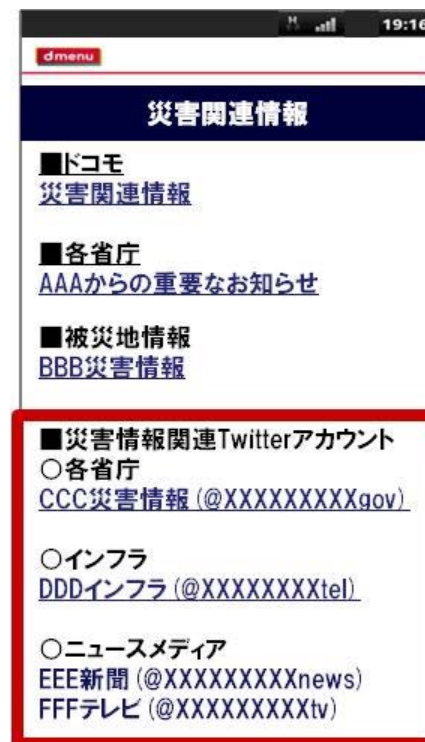 19:16
dmenu
災害関連情報
■ドコモ
災害関連情報
■各省庁
AAAからの重要なお知らせ
■被災地情報
BBB災害情報
■災害情報関連Twitterアカウント
○各省庁
CCC災害情報 (@XXXXXXXXXgov)
○インフラ
DDDインフラ (@XXXXXXXXtel)
○ニュースメディア
EEE新聞 (@XXXXXXXXXnews)
FFFテレビ (@XXXXXXXXXtv)